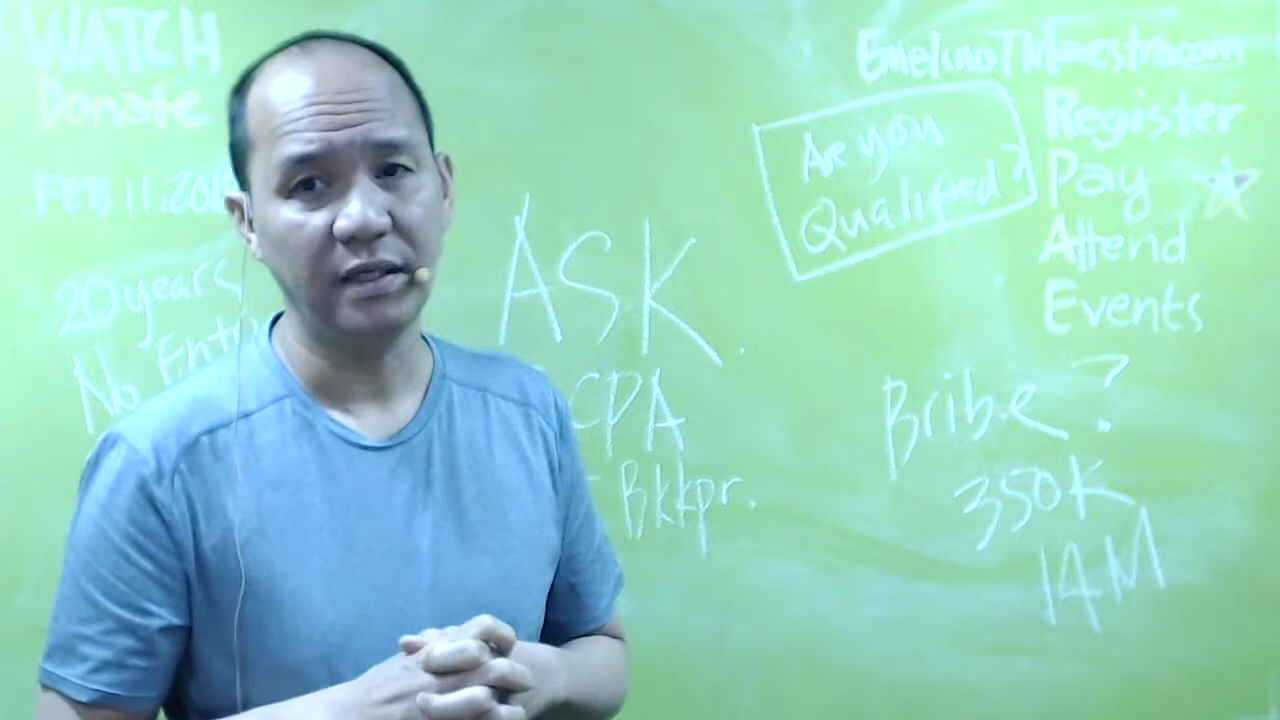 WATCH
Donate
FEB 11, 201
20 years
No Entr
ASK.
CPA
- Bkkpr.
EmelinoTMaestro.com
Are you
Qualified?
Register
Pay ☆
Attend
Events
Bribe?
350K
14M